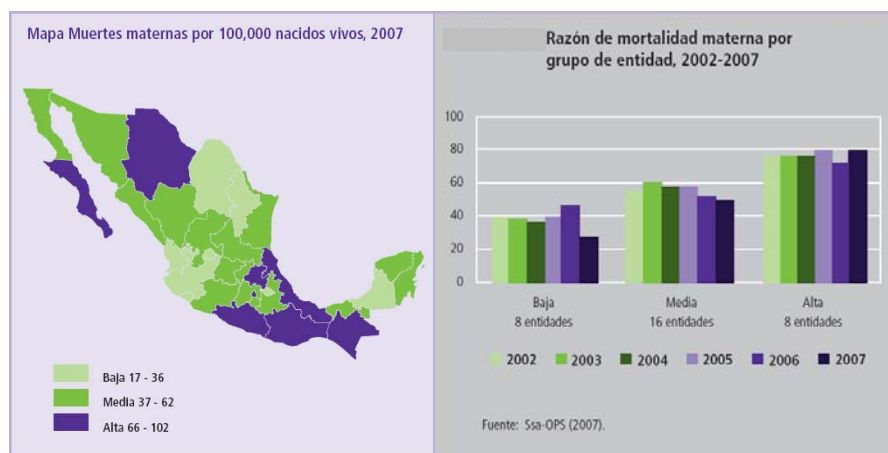 Mapa Muertes maternas por 100,000 nacidos vivos, 2007
Baja 17 - 36
Media 37 - 62
Alta 66 - 102
Razón de mortalidad materna por
grupo de entidad, 2002-2007
100
80
60
40
20
0
Baja
8 entidades
Media
16 entidades
Alta
8 entidades
2002 2003 2004 2005 2006 2007
Fuente: Ssa-OPS (2007).